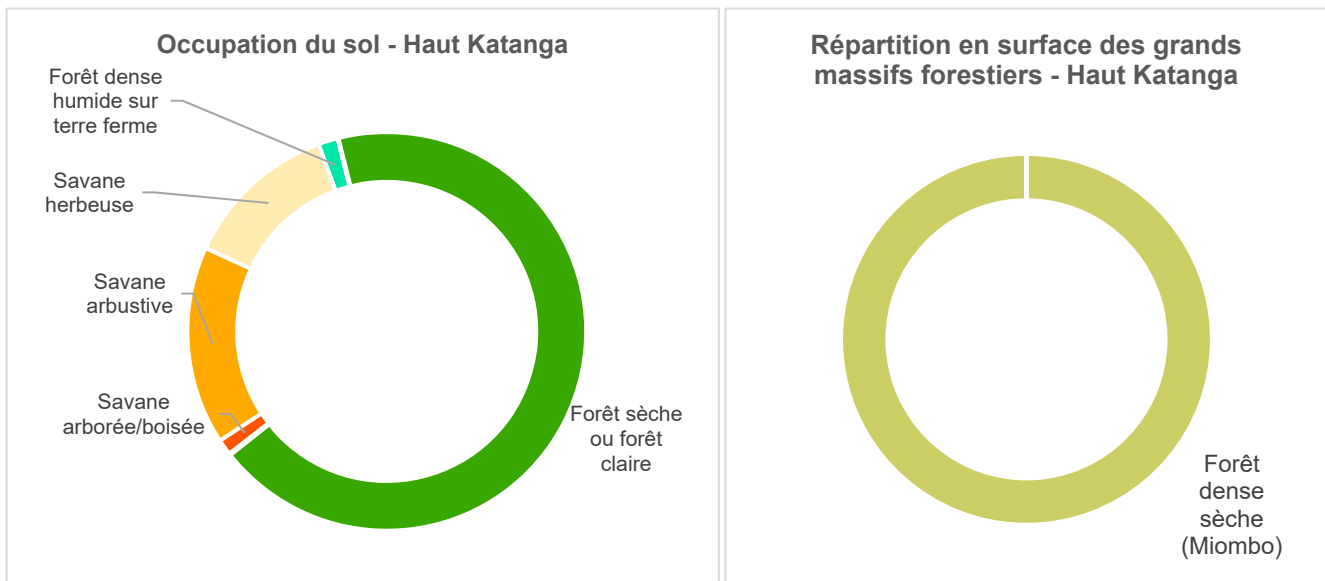 Occupation du sol - Haut Katanga
Forêt dense
humide sur
terre ferme
Savane
herbeuse
Savane
arbustive
Savane
arborée/boisée
Forêt sèche
ou forêt
claire
Répartition en surface des grands
massifs forestiers - Haut Katanga
Forêt
dense
sèche
(Miombo)